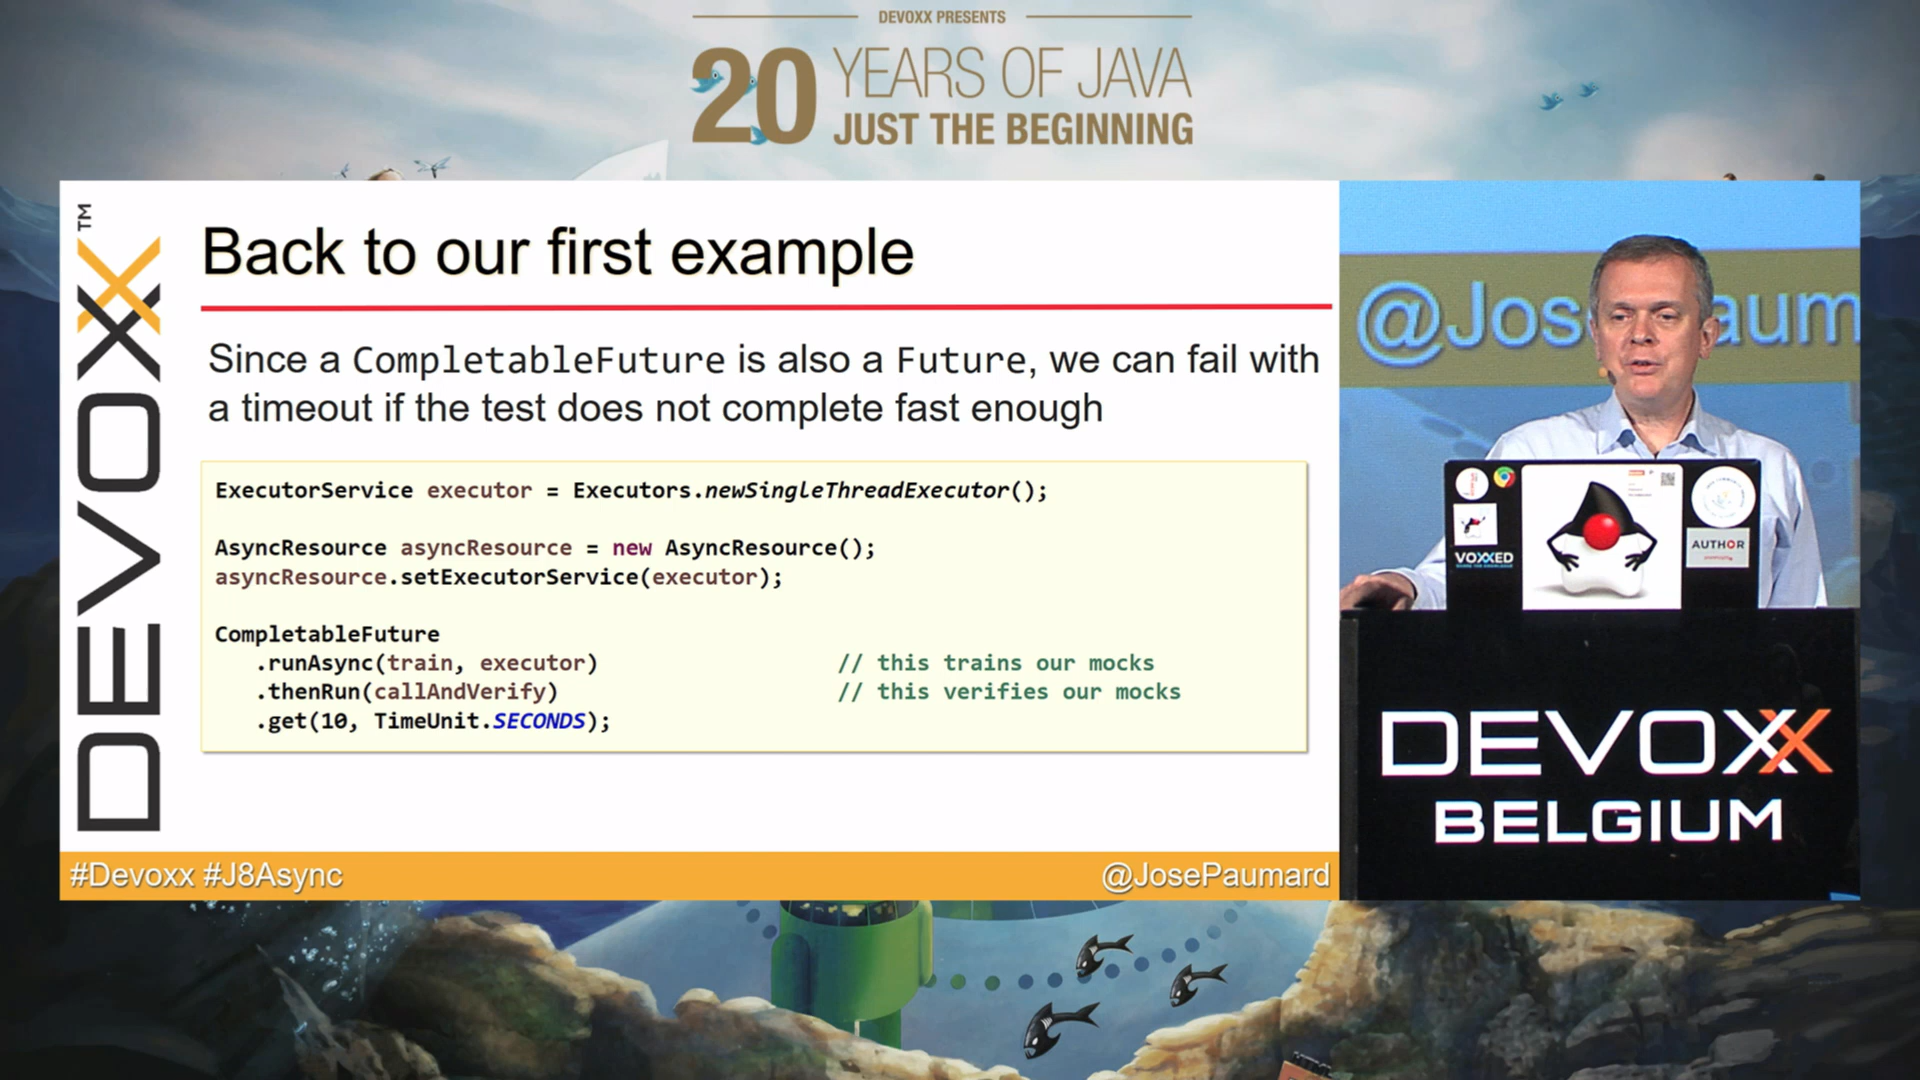 DEVOXX PRESENTS
20 YEARS OF JAVA
JUST THE BEGINNING
DEVOXX™
Back to our first example
Since a CompletableFuture is also a Future, we can fail with
a timeout if the test does not complete fast enough
ExecutorService executor = Executors.newSingleThreadExecutor();
AsyncResource asyncResource = new AsyncResource();
asyncResource.setExecutorService(executor);
CompletableFuture
.runAsync(train, executor) // this trains our mocks
.thenRun(callAndVerify) // this verifies our mocks
.get(10, TimeUnit.SECONDS);
#Devoxx #J8Async
@JosePaumard
@Jos aum
VOXXED
AUTHOR
DEVOXX
BELGIUM